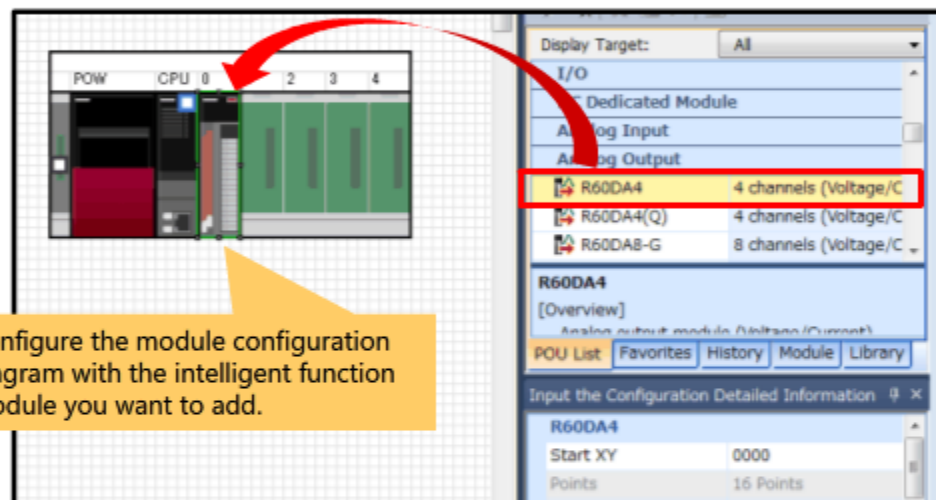 Display Target: All
POW CPU 0 2 3 4
I/O
Dedicated Module
Input
Output
R60DA4 4 channels (Voltage/C
R60DA4(Q) 4 channels (Voltage/C
R60DA8-G 8 channels (Voltage/C
R60DA4
[Overview]
Analog output module (Voltage/Current)
POU List Favorites History Module Library
nfigure the module configuration
gram with the intelligent function
odule you want to add.
Input the Configuration Detailed Information
R60DA4
Start XY 0000
Points 16 Points